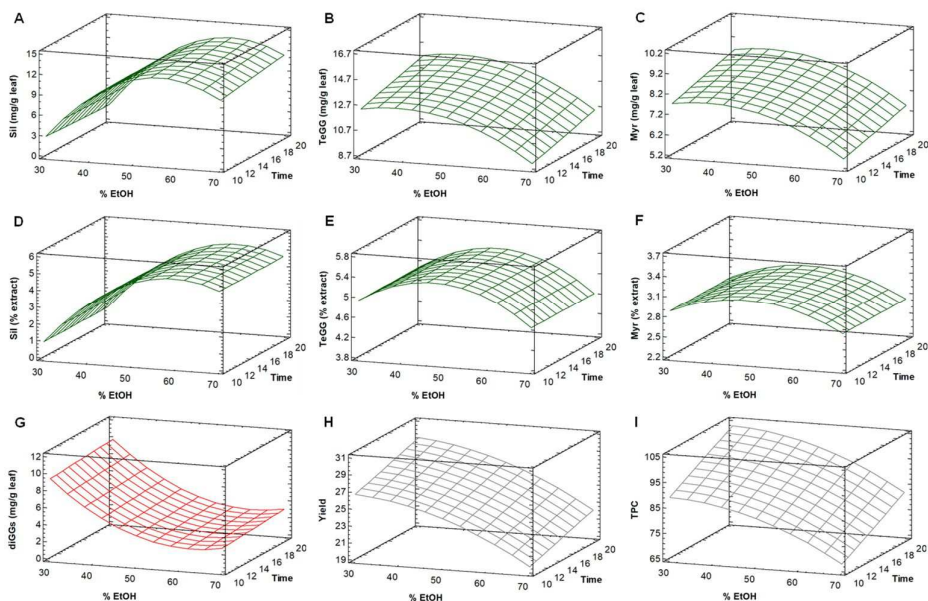 A
Sil (mg/g leaf)
15
12
9
6
3
0
30 40 50 60 70
% EtOH
10 12 14 16 18 20
Time
B
TeGG (mg/g leaf)
16.7
14.7
12.7
10.7
8.7
30 40 50 60 70
% EtOH
10 12 14 16 18 20
Time
C
Myr (mg/g leaf)
10.2
9.2
8.2
7.2
6.2
5.2
30 40 50 60 70
% EtOH
10 12 14 16 18 20
Time
D
Sil (% extract)
6
5
4
3
2
1
0
30 40 50 60 70
% EtOH
10 12 14 16 18 20
Time
E
TeGG (% extract)
5.8
5.4
5
4.6
4.2
3.8
30 40 50 60 70
% EtOH
10 12 14 16 18 20
Time
F
Myr (% extrat)
3.7
3.4
3.1
2.8
2.5
2.2
30 40 50 60 70
% EtOH
10 12 14 16 18 20
Time
G
diGGs (mg/g leaf)
12
10
8
6
4
2
0
30 40 50 60 70
% EtOH
10 12 14 16 18 20
Time
H
Yield
31
29
27
25
23
21
19
30 40 50 60 70
% EtOH
10 12 14 16 18 20
Time
I
TPC
105
95
85
75
65
30 40 50 60 70
% EtOH
10 12 14 16 18 20
Time